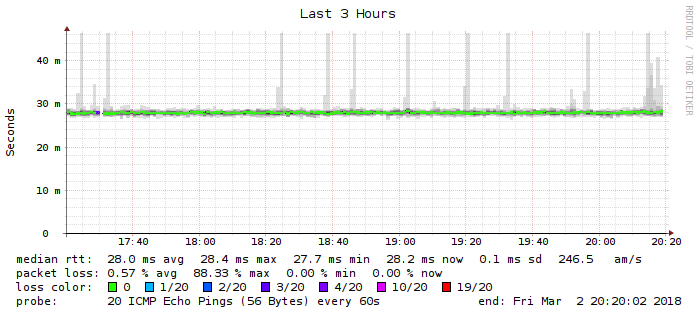 Last 3 Hours
RRDTOOL / TOBI OETIKER
Seconds
40 m
30 m
20 m
10 m
0
17:40 18:00 18:20 18:40 19:00 19:20 19:40 20:00 20:20
median rtt: 28.0 ms avg 28.4 ms max 27.7 ms min 28.2 ms now 0.1 ms sd 246.5 am/s
packet loss: 0.57 % avg 88.33 % max 0.00 % min 0.00 % now
loss color: 0 1/20 2/20 3/20 4/20 10/20 19/20
probe: 20 ICMP Echo Pings (56 Bytes) every 60s end: Fri Mar 2 20:20:02 2018